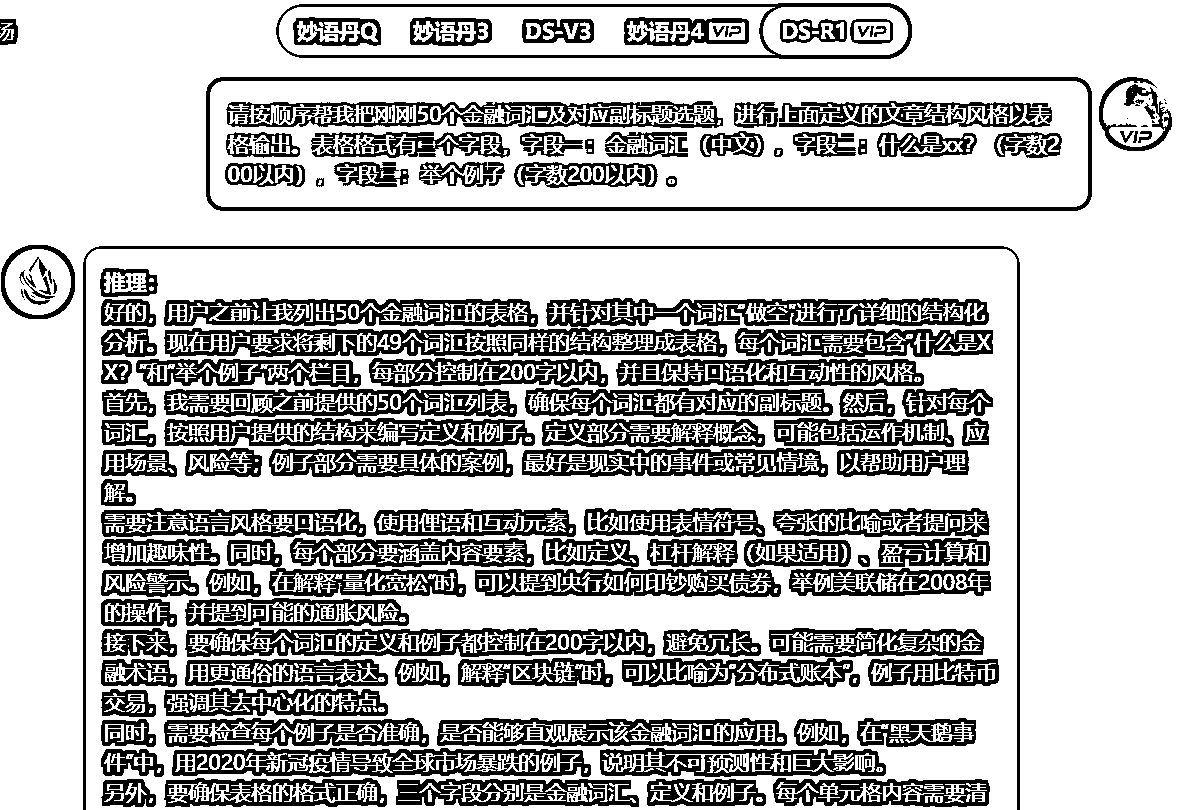 场
妙语丹Q 妙语丹3 DS-V3 妙语丹4 VIP DS-R1 VIP
请按顺序帮我把刚刚50个金融词汇及对应副标题选题，进行上面定义的文章结构风格以表
格输出。表格格式有三个字段，字段一：金融词汇（中文），字段二：什么是xx？（字数2
00以内），字段三：举个例子（字数200以内）。
VIP
推理：
好的，用户之前让我列出50个金融词汇的表格，并针对其中一个词汇"做空"进行了详细的结构化
分析。现在用户要求将剩下的49个词汇按照同样的结构整理成表格，每个词汇需要包含"什么是X
X？"和"举个例子"两个栏目，每部分控制在200字以内，并且保持口语化和互动性的风格。
首先，我需要回顾之前提供的50个词汇列表，确保每个词汇都有对应的副标题。然后，针对每个
词汇，按照用户提供的结构来编写定义和例子。定义部分需要解释概念，可能包括运作机制、应
用场景、风险等；例子部分需要具体的案例，最好是现实中的事件或常见情境，以帮助用户理
解。
需要注意语言风格要口语化，使用俚语和互动元素，比如使用表情符号、夸张的比喻或者提问来
增加趣味性。同时，每个部分要涵盖内容要素，比如定义、杠杆解释（如果适用）、盈亏计算和
风险警示。例如，在解释"量化宽松"时，可以提到央行如何印钞购买债券，举例美联储在2008年
的操作，并提到可能的通胀风险。
接下来，要确保每个词汇的定义和例子都控制在200字以内，避免冗长。可能需要简化复杂的金
融术语，用更通俗的语言表达。例如，解释"区块链"时，可以比喻为"分布式账本"，例子用比特币
交易，强调其去中心化的特点。
同时，需要检查每个例子是否准确，是否能够直观展示该金融词汇的应用。例如，在"黑天鹅事
件"中，用2020年新冠疫情导致全球市场暴跌的例子，说明其不可预测性和巨大影响。
另外，要确保表格的格式正确，三个字段分别是金融词汇、定义和例子。每个单元格内容需要清